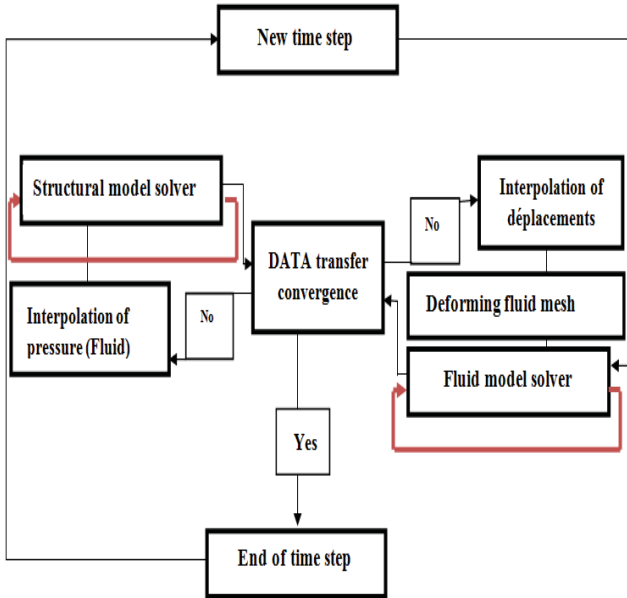 New time step
Structural model solver
Interpolation of
déplacements
No
DATA transfer
convergence
Interpolation of
pressure (Fluid)
No
Deforming fluid mesh
Fluid model solver
Yes
End of time step